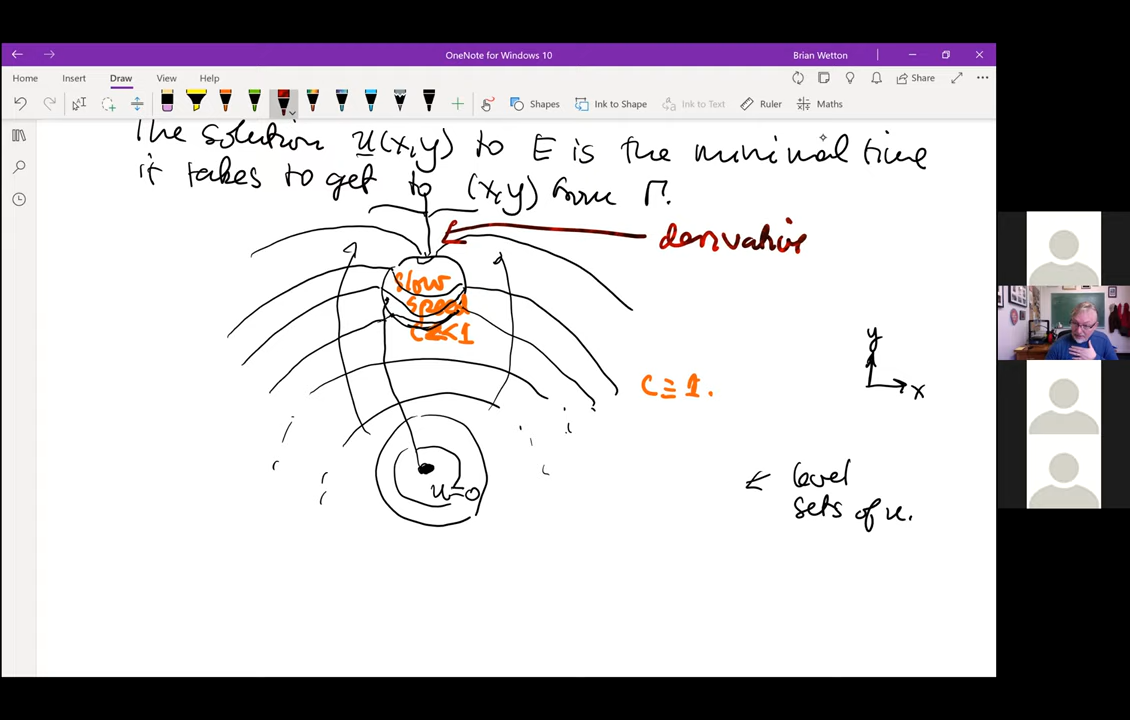 OneNote for Windows 10
Brian Wetton
Home Insert Draw View Help
Share
Shapes Ink to Shape Ink to Text Ruler Maths
The solution u(x,y) to E is the minimal time
it takes to get to (x,y) from Γ.
derivative
slow
speed
C<<1
y
C≡1.
x
u=0
← level
sets of u.